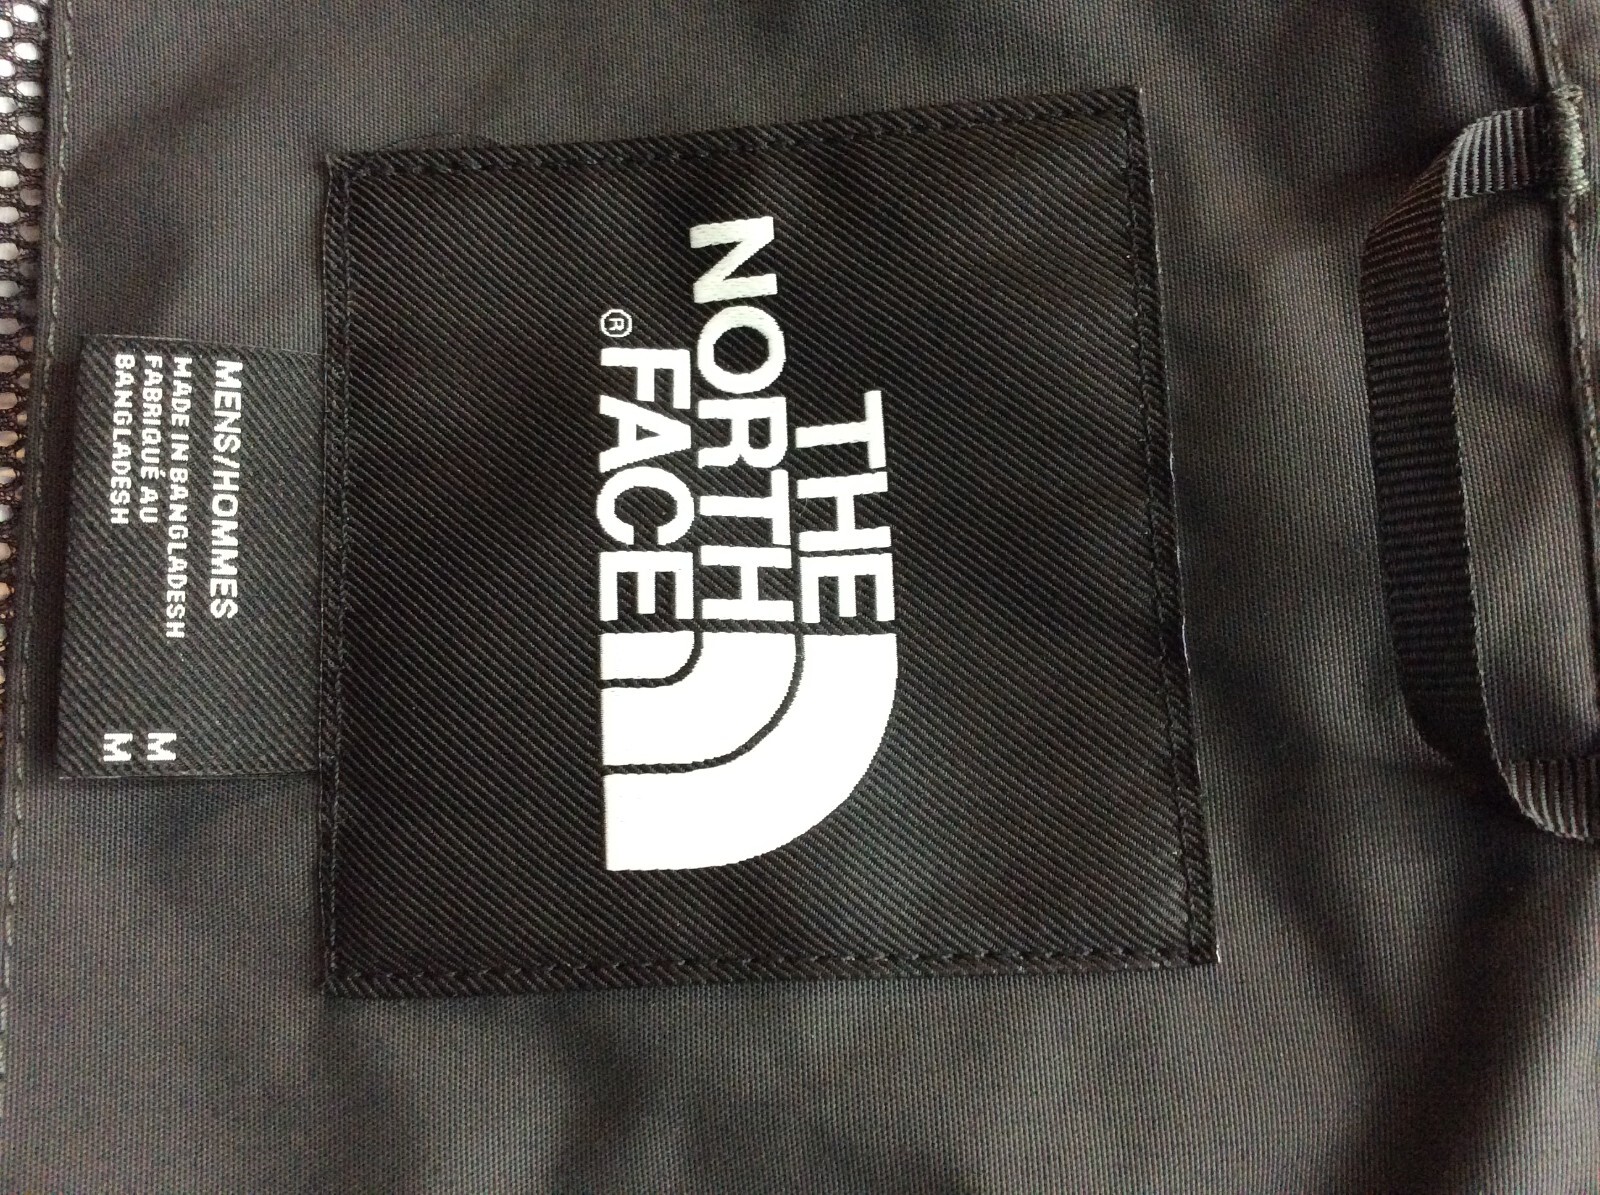 THE
NORTH
FACE®
MENS/HOMMES
MADE IN BANGLADESH M
FABRIQUÉ AU
BANGLADESH M